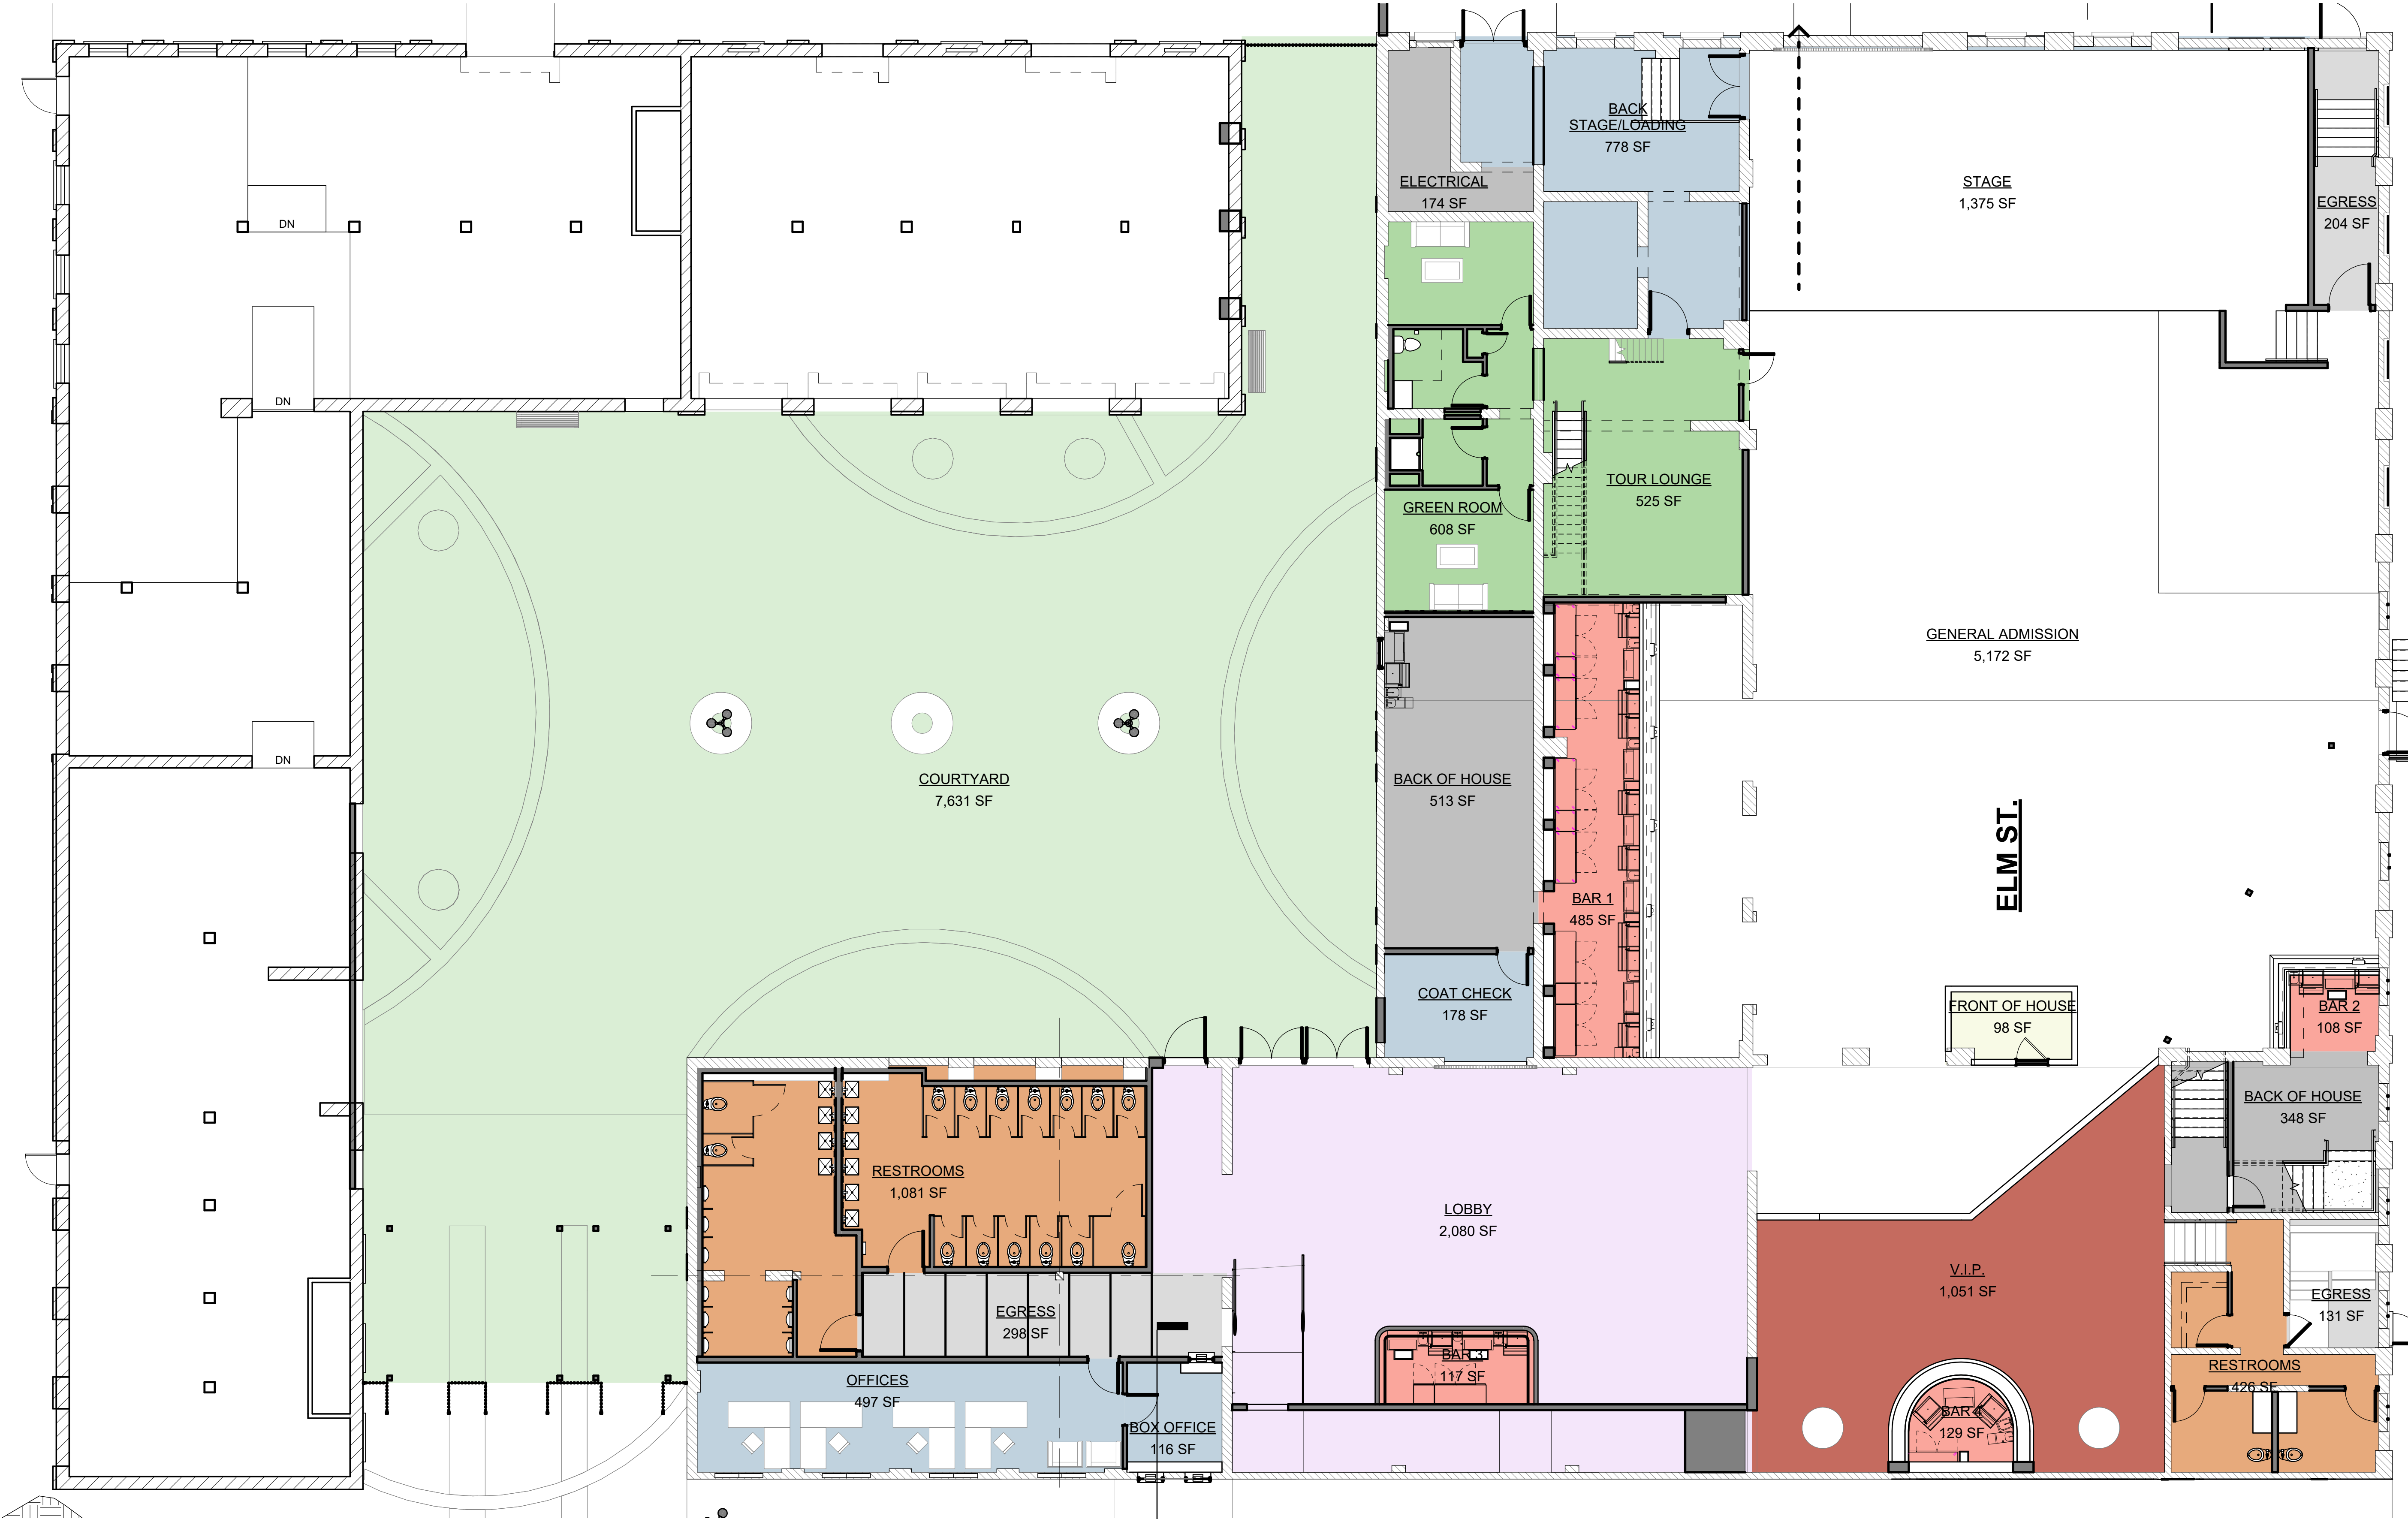 BACK
STAGE/LOADING
778 SF
ELECTRICAL
174 SF
STAGE
1,375 SF
EGRESS
204 SF
DN
DN
TOUR LOUNGE
525 SF
GREEN ROOM
608 SF
GENERAL ADMISSION
5,172 SF
DN
COURTYARD
7,631 SF
BACK OF HOUSE
513 SF
ELM ST.
BAR 1
485 SF
COAT CHECK
178 SF
FRONT OF HOUSE
98 SF
BAR 2
108 SF
BACK OF HOUSE
348 SF
RESTROOMS
1,081 SF
LOBBY
2,080 SF
V.I.P.
1,051 SF
EGRESS
131 SF
EGRESS
298 SF
BAR 3
117 SF
RESTROOMS
426 SF
OFFICES
497 SF
BAR 4
129 SF
BOX OFFICE
116 SF